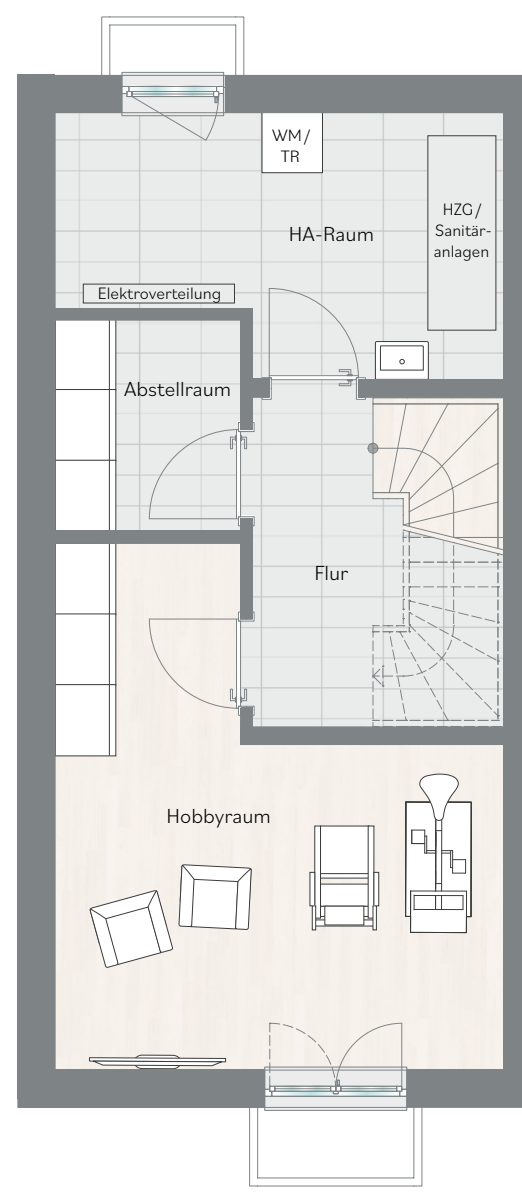 WM/
TR
HZG/
Sanitär-
anlagen
HA-Raum
Elektroverteilung
Abstellraum
Flur
Hobbyraum